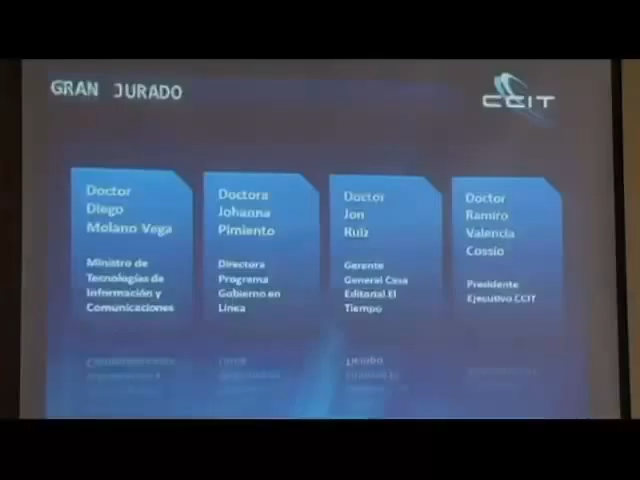 GRAN JURADO
CCIT
Doctor
Diego
Molano Vega
Ministro de
Tecnologías de
Información y
Comunicaciones
Doctora
Johanna
Pimiento
Directora
Programa
Gobierno en
Línea
Doctor
Jon
Ruiz
Gerente
General Casa
Editorial El
Tiempo
Doctor
Ramiro
Valencia
Cossio
Presidente
Ejecutivo CCIT